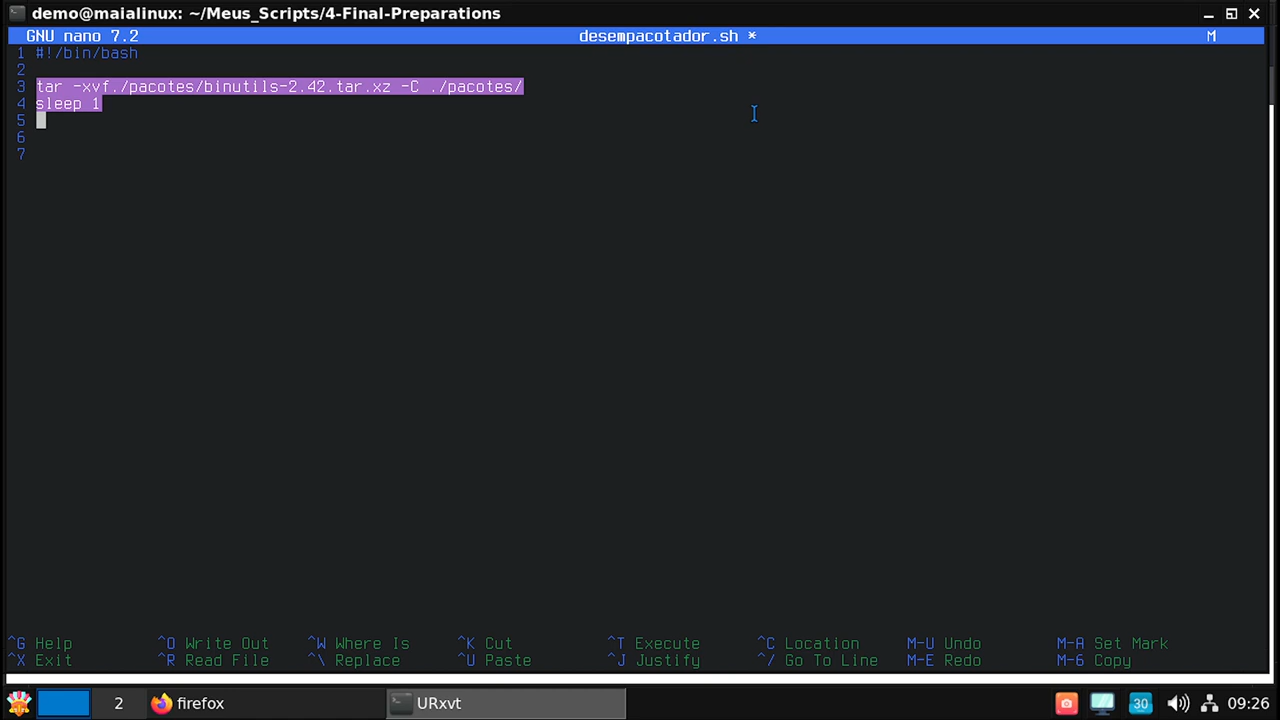 demo@maialinux: ~/Meus_Scripts/4-Final-Preparations
GNU nano 7.2 desempacotador.sh * M
1 #!/bin/bash
2
3 tar -xvf./pacotes/binutils-2.42.tar.xz -C ./pacotes/
4 sleep 1
5
6
7
^G Help ^O Write Out ^W Where Is ^K Cut ^T Execute ^C Location M-U Undo M-A Set Mark
^X Exit ^R Read File ^\ Replace ^U Paste ^J Justify ^/ Go To Line M-E Redo M-6 Copy
2 firefox URxvt 30 09:26